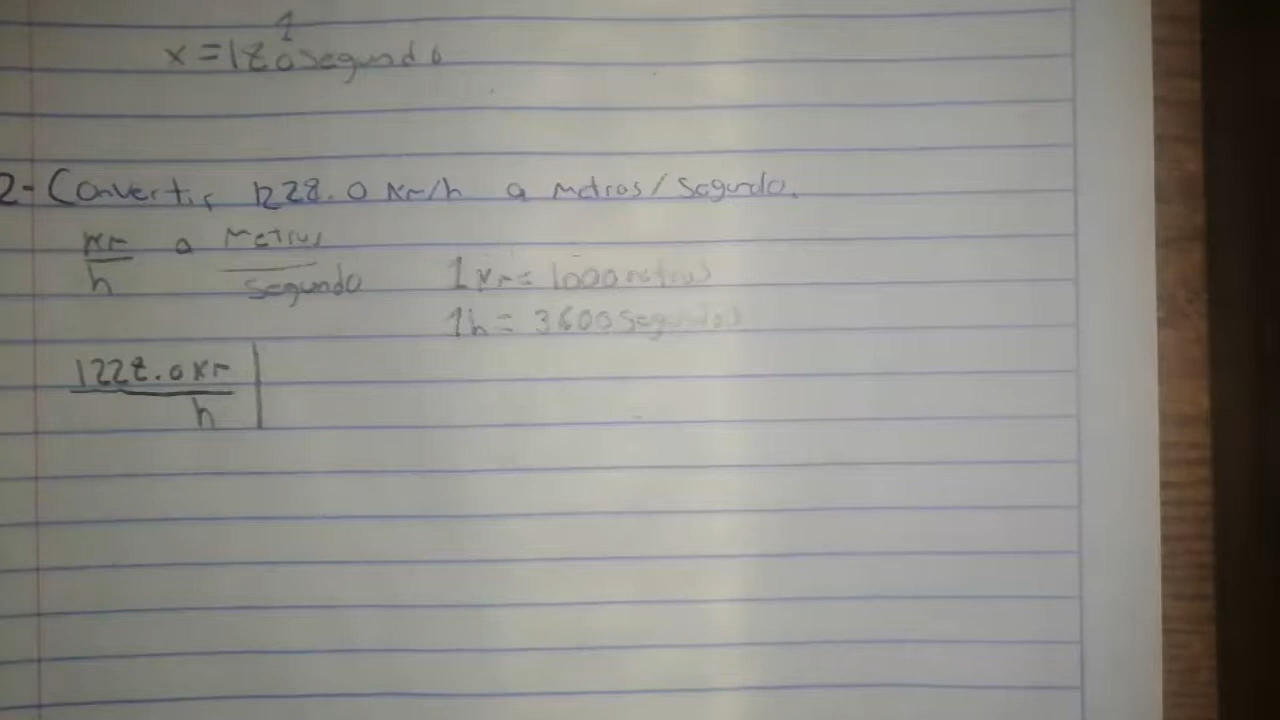 1
x = 180 segundo
2- Convertir 1228.0 Km/h a metros/segundo.
Km a Metros
h segundo
1 Km = 1000 metros
1h = 3600 segundos
1228.0 Km
h